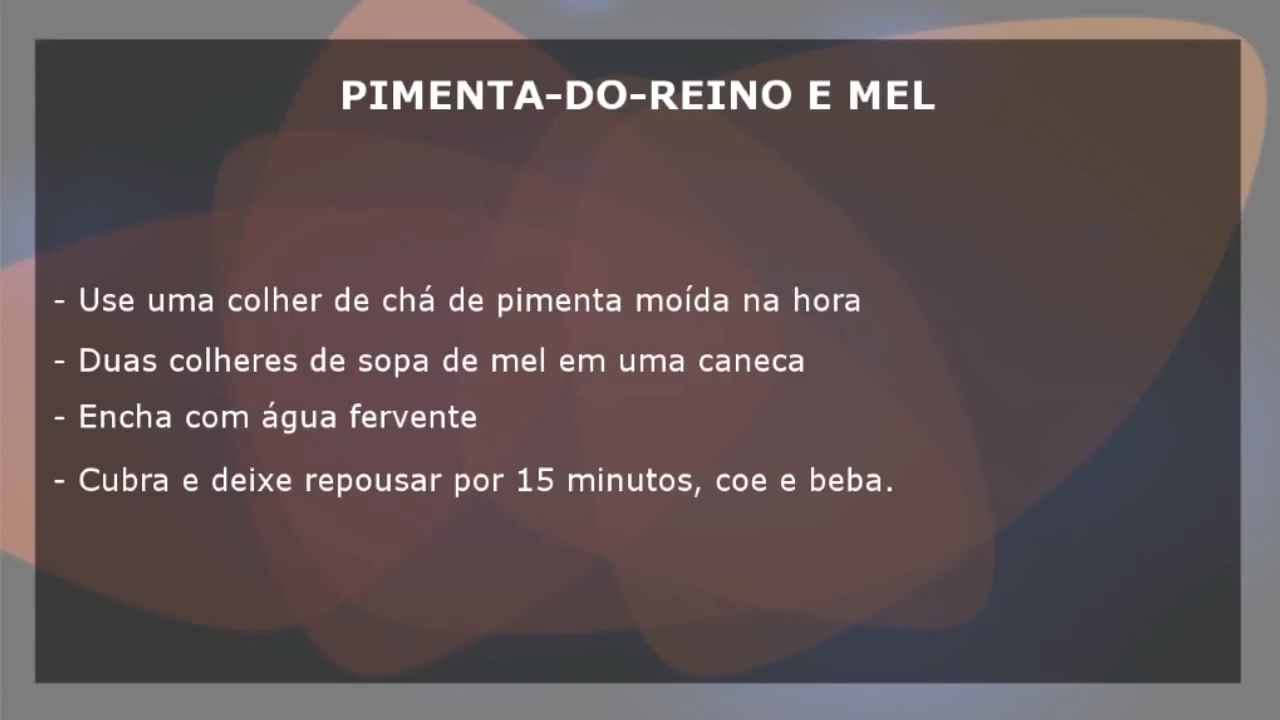 PIMENTA-DO-REINO E MEL
- Use uma colher de chá de pimenta moída na hora
- Duas colheres de sopa de mel em uma caneca
- Encha com água fervente
- Cubra e deixe repousar por 15 minutos, coe e beba.